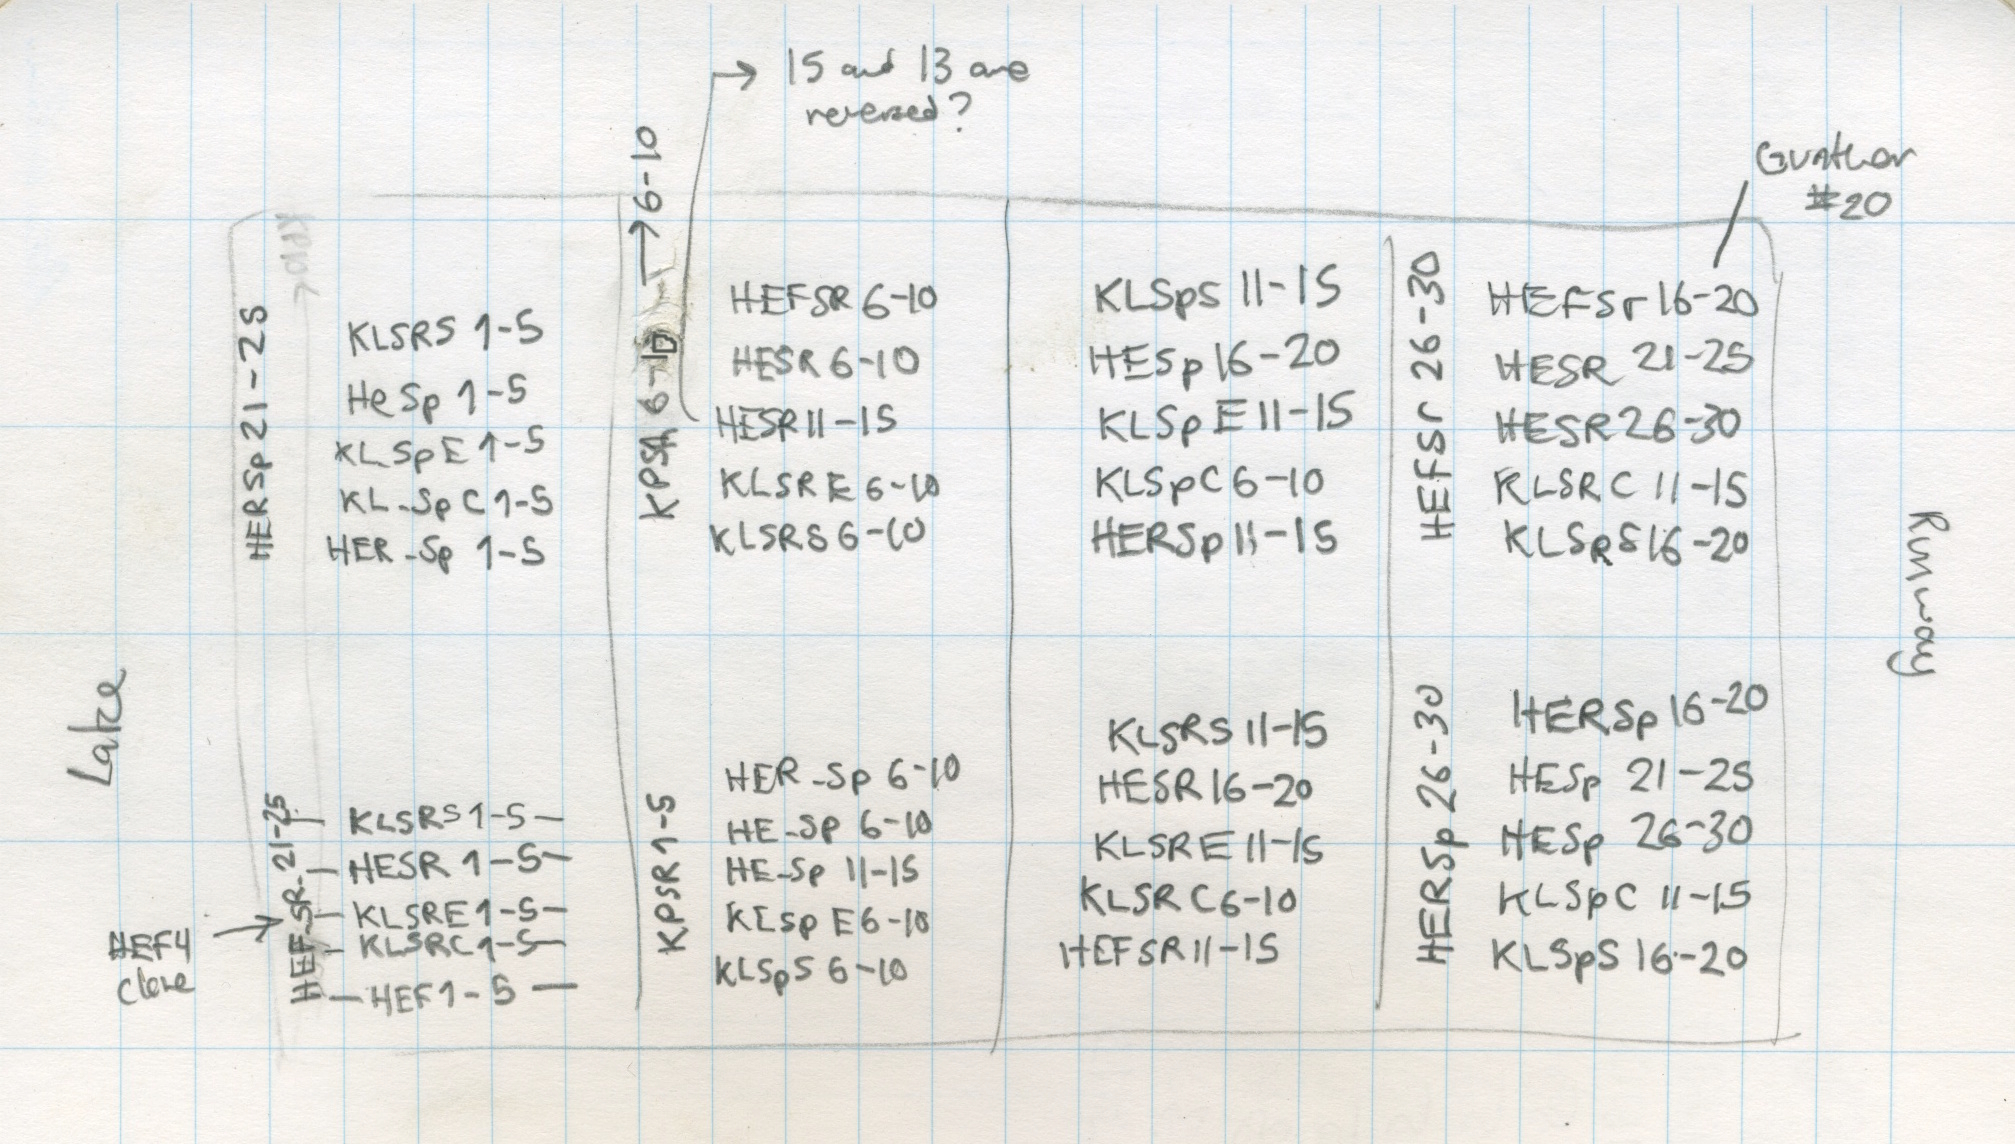 15 and 13 are
reversed?
Gunthar
#20
HERSp 21-25
KLSRS 1-5
HeSp 1-5
KLSpE 1-5
KL-SpC 1-5
HER-Sp 1-5
6-10
KPSR 6-10
HEFSR 6-10
HESR 6-10
HESR 11-15
KLSRE 6-10
KLSRS 6-10
KLSpS 11-15
HESp 16-20
KLSpE 11-15
KLSpC 6-10
HERSp 11-15
HEFSr 26-30
HEFSr 16-20
HESR 21-25
HESR 26-30
KLSRC 11-15
KLSRS 16-20
Runway
Lake
HEF-SR-21-25
KLSRS 1-5
HESR 1-5
KLSRE 1-5
KLSRC 1-5
HEF 1-5
HEF4
clone
KPSR 1-5
HER-Sp 6-10
HE-Sp 6-10
HE-Sp 11-15
KLSpE 6-10
KLSpS 6-10
KLSRS 11-15
HESR 16-20
KLSRE 11-15
KLSRC 6-10
HEFSR 11-15
HERSp 26-30
HERSp 16-20
HESp 21-25
HESp 26-30
KLSpC 11-15
KLSpS 16-20